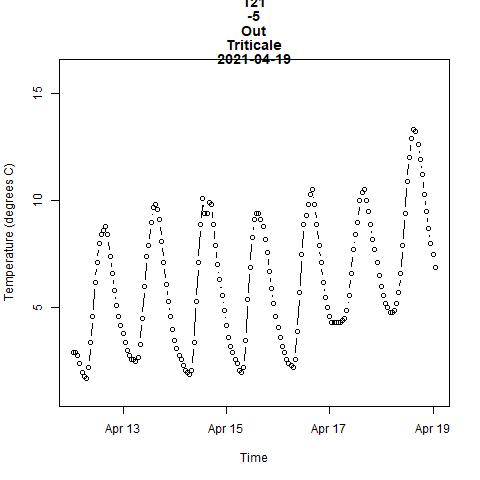 121
-5
Out
Triticale
2021-04-19
Temperature (degrees C)
15
10
5
Apr 13
Apr 15
Apr 17
Apr 19
Time